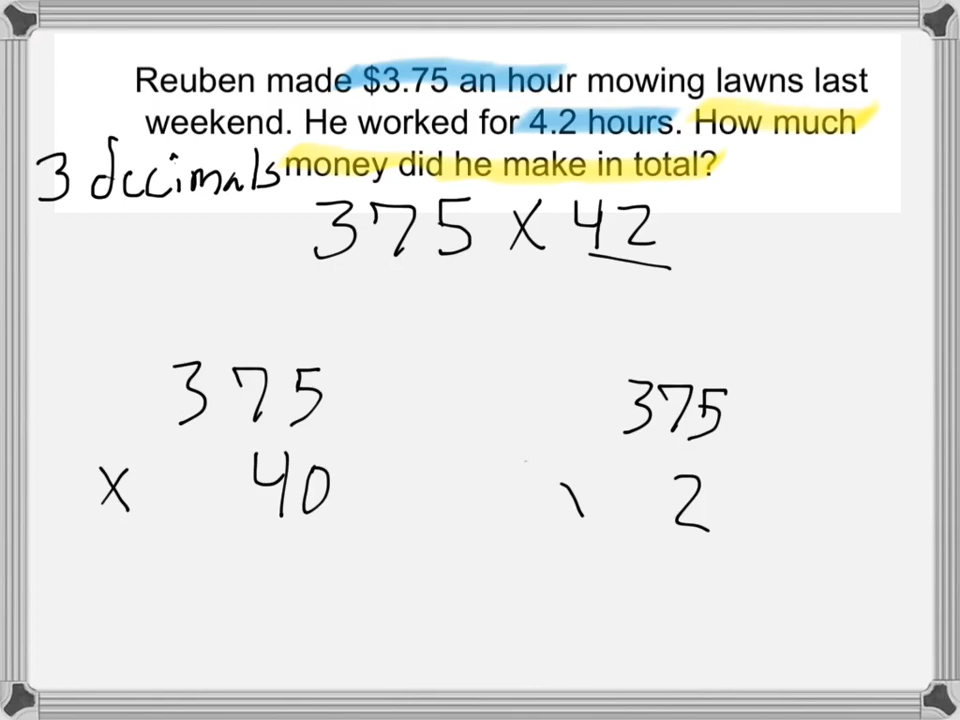 Reuben made $3.75 an hour mowing lawns last
weekend. He worked for 4.2 hours. How much
money did he make in total?
3 decimals
375 x 42
375
x 40
375
\ 2